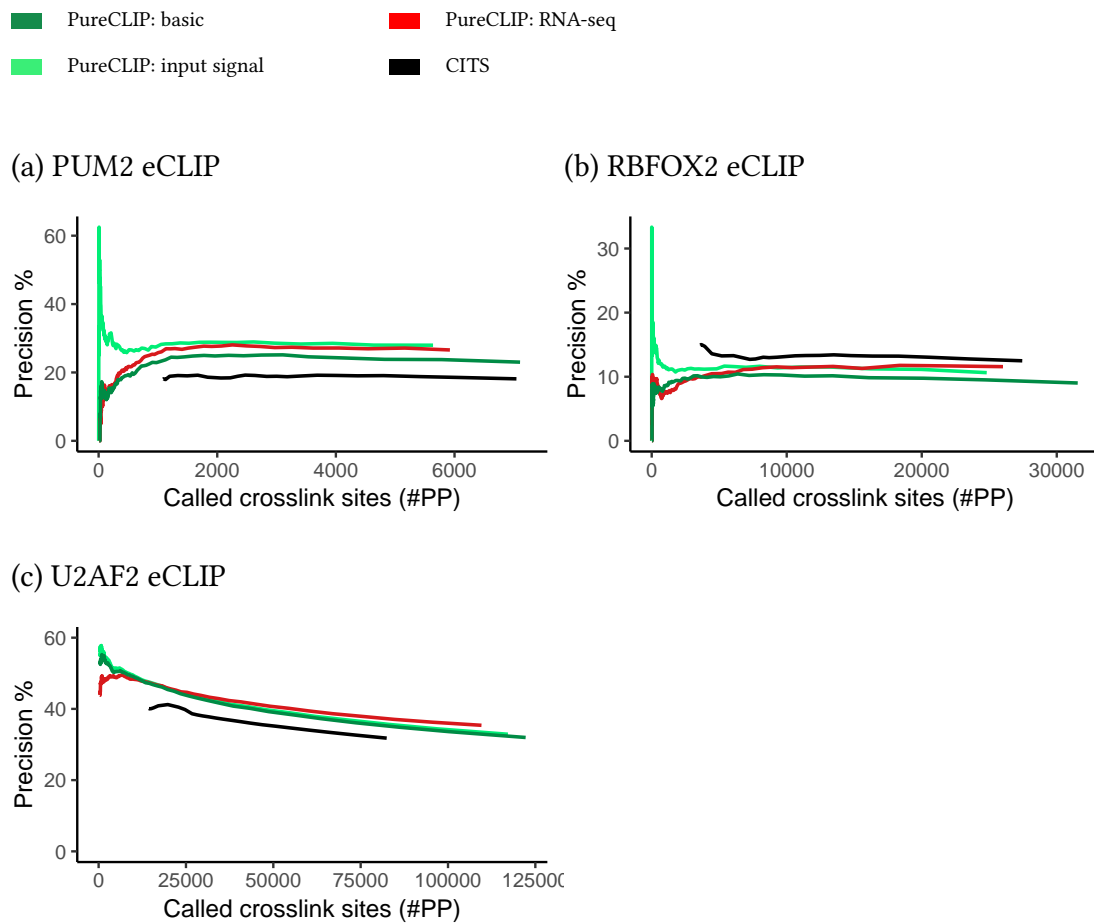 PureCLIP: basic
PureCLIP: RNA-seq
PureCLIP: input signal
CITS
(a) PUM2 eCLIP
60
40
20
0
Precision %
0 2000 4000 6000
Called crosslink sites (#PP)
(b) RBFOX2 eCLIP
30
20
10
0
Precision %
0 10000 20000 30000
Called crosslink sites (#PP)
(c) U2AF2 eCLIP
60
40
20
0
Precision %
0 25000 50000 75000 100000 125000
Called crosslink sites (#PP)